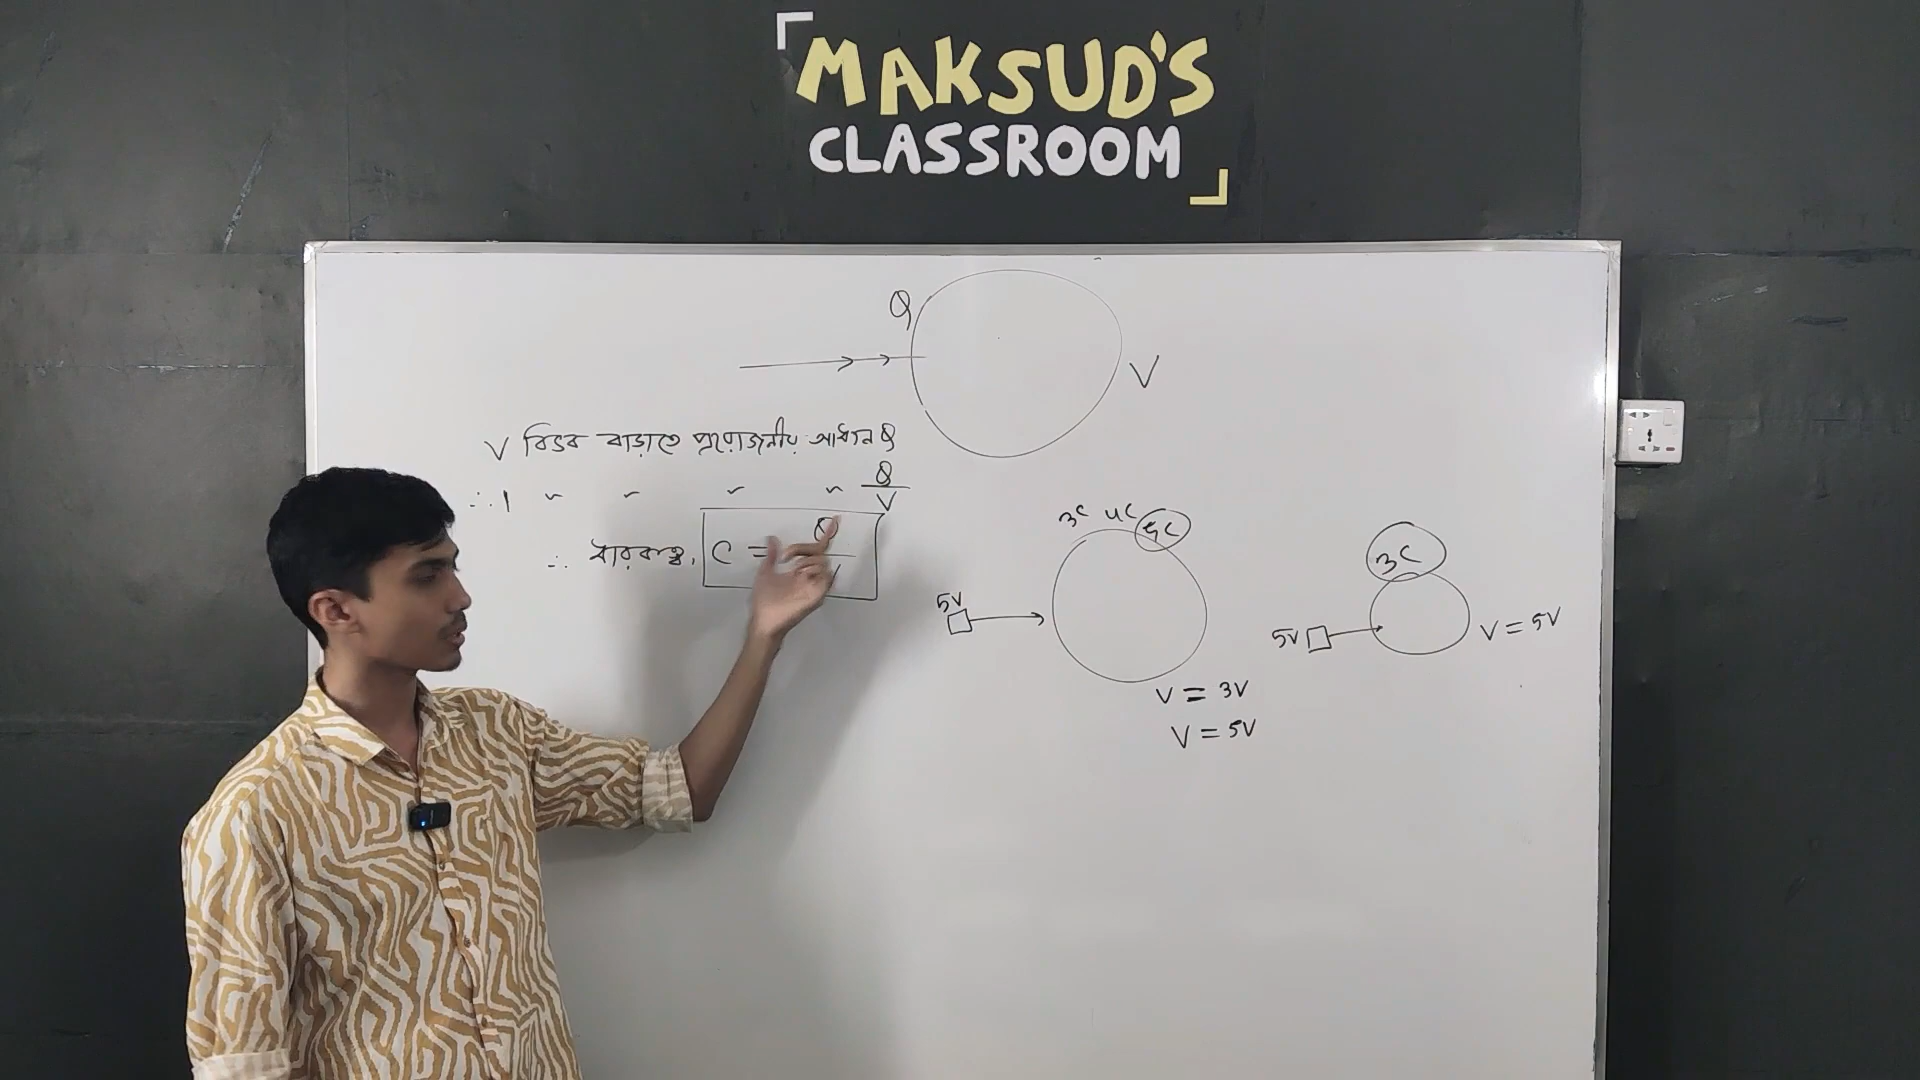 MAKSUD'S
CLASSROOM
Q
V
V বিভব বাড়াতে প্রয়োজনীয় আধান Q
∴ 1 " " " " Q/V
∴ ধারকত্ব, C = Q/V
3C 4C 5C
5V
V = 3V
V = 5V
3C
5V
V = 5V